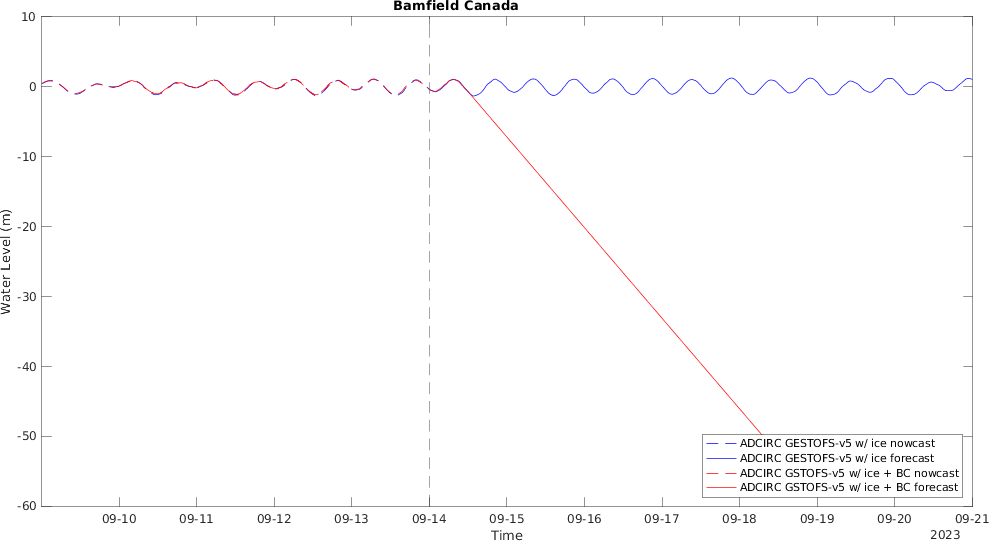 Bamfield Canada
10
0
-10
-20
-30
-40
-50
-60
Water Level (m)
ADCIRC GESTOFS-v5 w/ ice nowcast
ADCIRC GESTOFS-v5 w/ ice forecast
ADCIRC GSTOFS-v5 w/ ice + BC nowcast
ADCIRC GSTOFS-v5 w/ ice + BC forecast
09-10 09-11 09-12 09-13 09-14 09-15 09-16 09-17 09-18 09-19 09-20 09-21
Time
2023